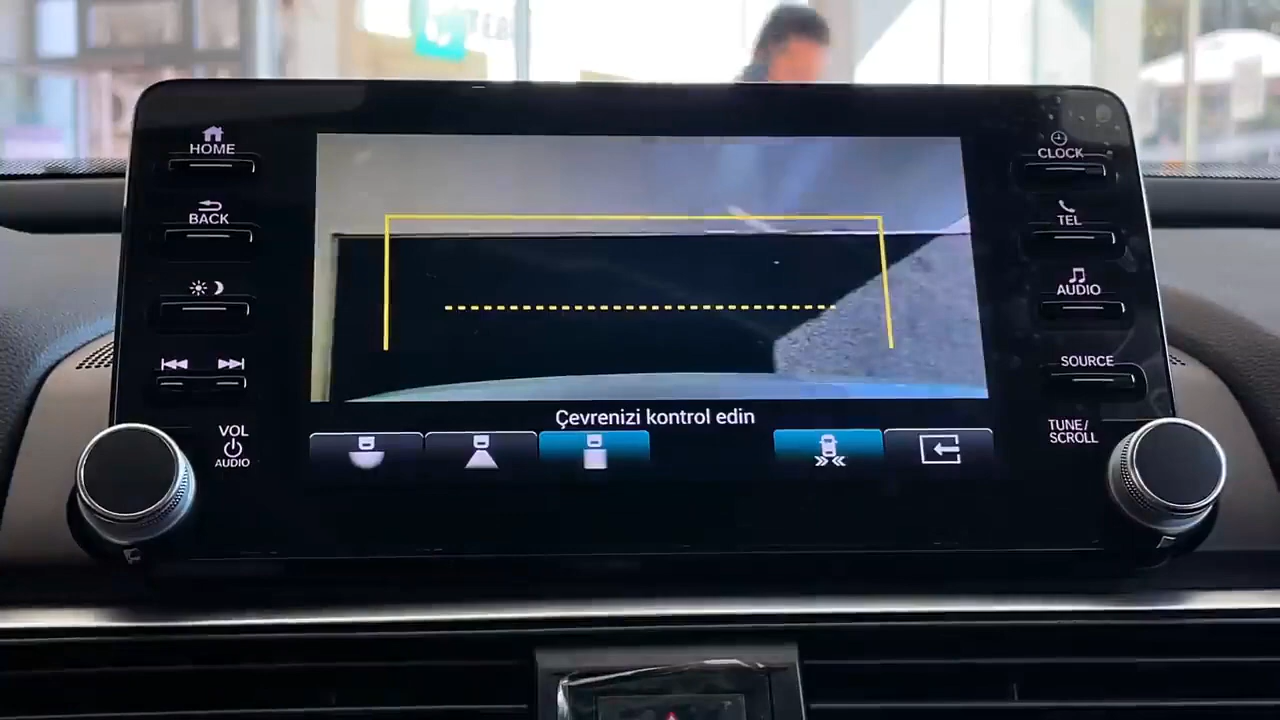 HOME
BACK
VOL
AUDIO
Çevrenizi kontrol edin
CLOCK
TEL
AUDIO
SOURCE
TUNE/
SCROLL